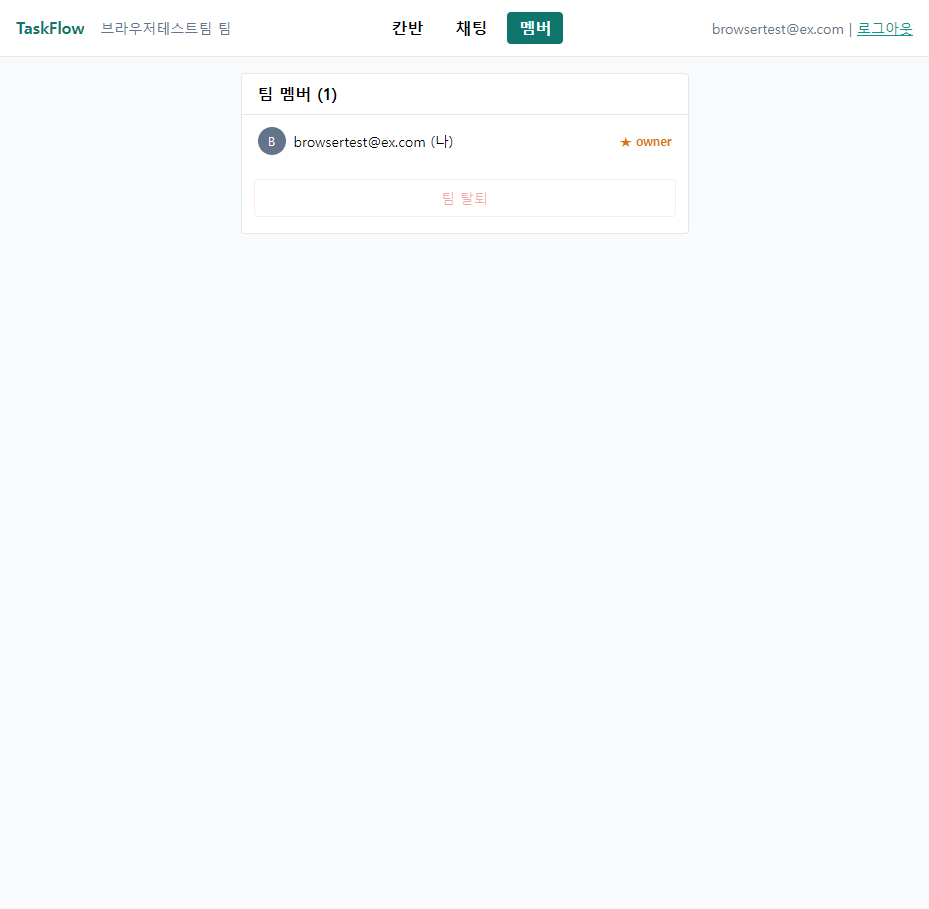 TaskFlow 브라우저테스트팀 팀 칸반 채팅 멤버 browsertest@ex.com | 로그아웃
팀 멤버 (1)
B browsertest@ex.com (나) ★ owner
팀 탈퇴